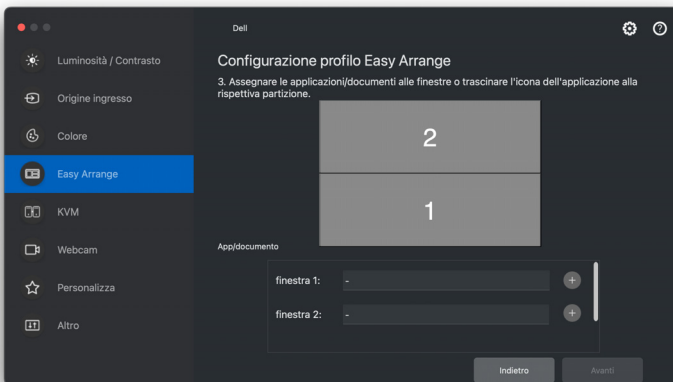 Dell
Luminosità / Contrasto
Origine ingresso
Colore
Easy Arrange
KVM
Webcam
Personalizza
Altro
Configurazione profilo Easy Arrange
3. Assegnare le applicazioni/documenti alle finestre o trascinare l'icona dell'applicazione alla
rispettiva partizione.
2
1
App/documento
finestra 1: -
finestra 2: -
Indietro
Avanti